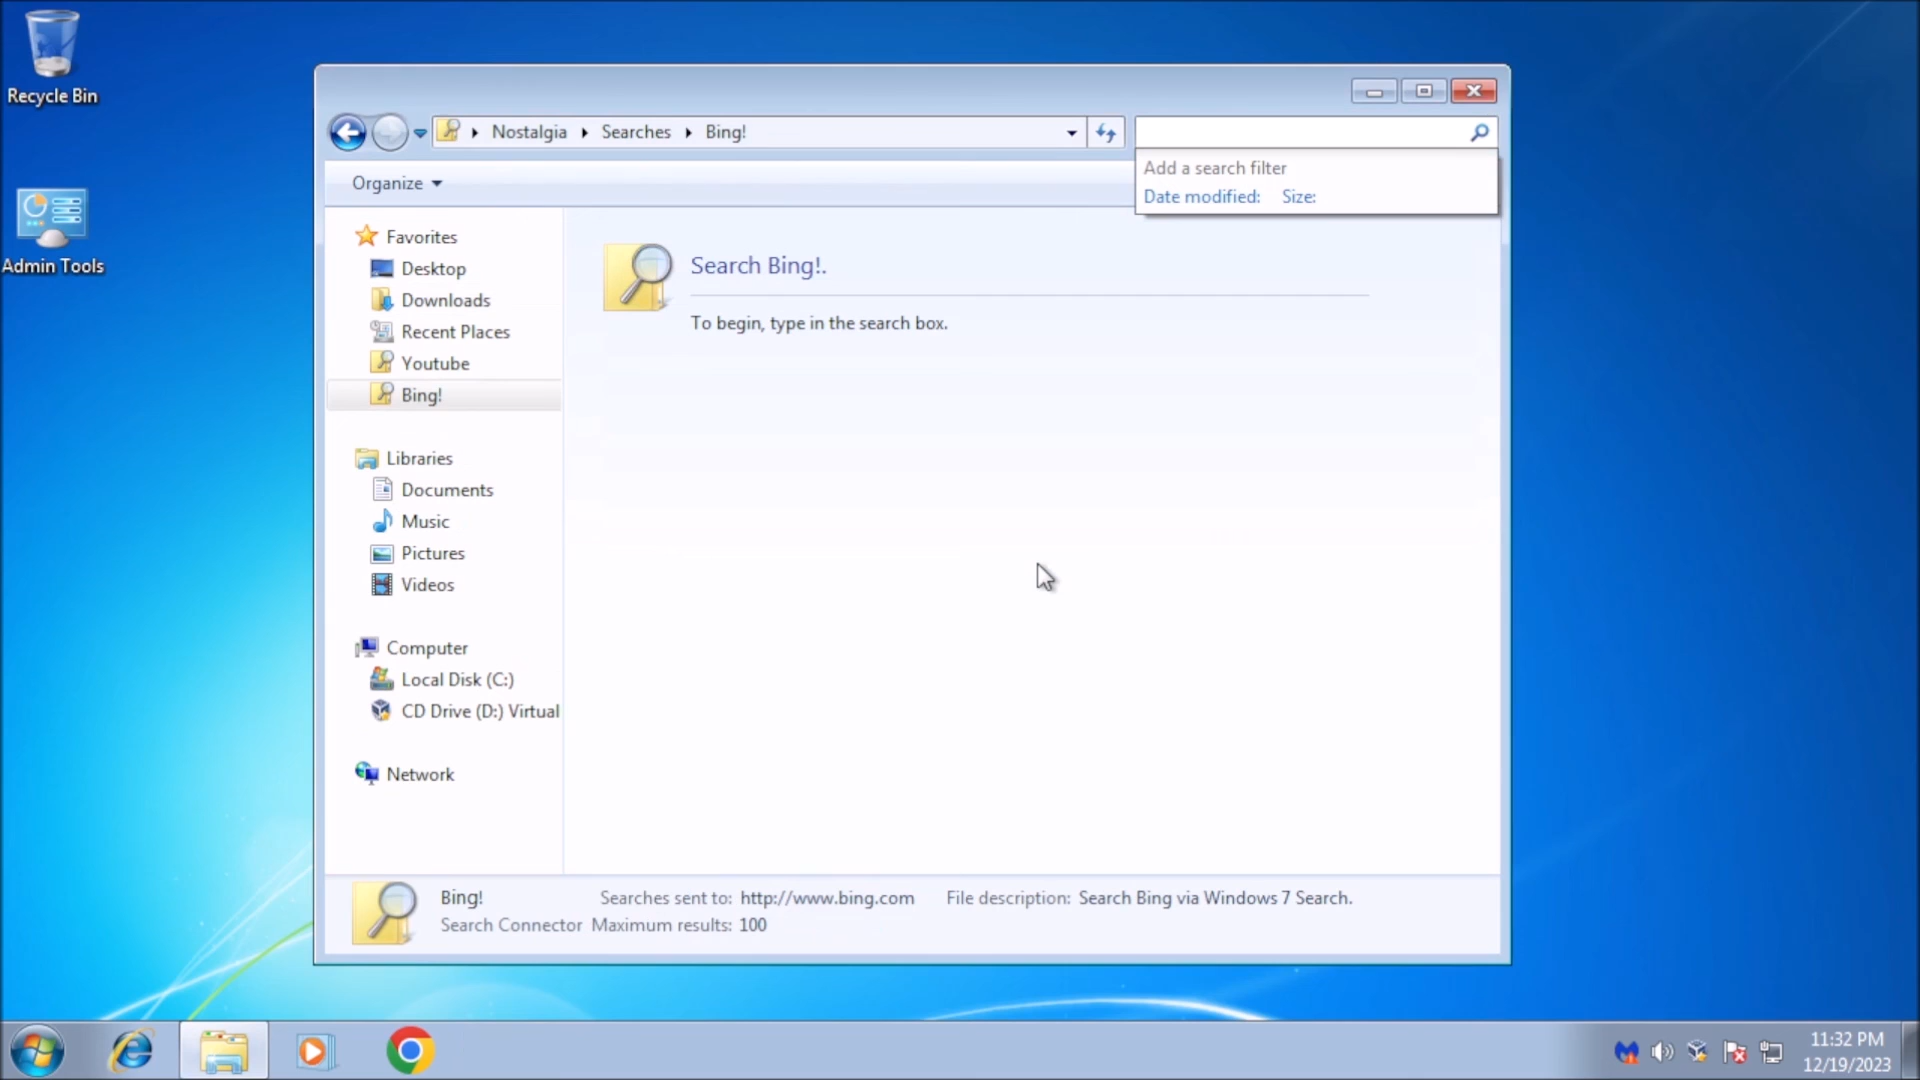 Recycle Bin
Admin Tools
Nostalgia Searches Bing!
Add a search filter
Date modified: Size:
Organize
Favorites
Desktop
Downloads
Recent Places
Youtube
Bing!
Libraries
Documents
Music
Pictures
Videos
Computer
Local Disk (C:)
CD Drive (D:) Virtual
Network
Search Bing!.
To begin, type in the search box.
Bing! Searches sent to: http://www.bing.com File description: Search Bing via Windows 7 Search.
Search Connector Maximum results: 100
11:32 PM
12/19/2023